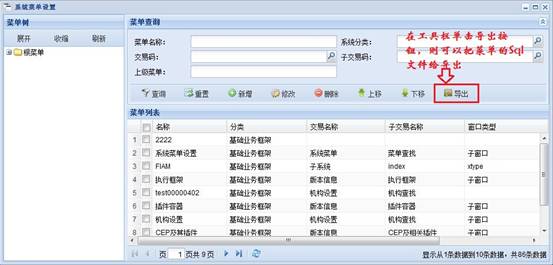 系统菜单设置
菜单树
展开 收缩 刷新
根菜单
菜单查询
菜单名称: 系统分类:
交易码: 子交易码:
上级菜单:
在工具栏单击导出按
钮，则可以把菜单的Sql
文件给导出
查询 重置 新增 修改 删除 上移 下移 导出
菜单列表
名称 分类 交易名称 子交易名称 窗口类型
1 2222 基础业务框架
2 系统菜单设置 基础业务框架 系统菜单 菜单查找 子窗口
3 FIAM 基础业务框架 子系统 index xtype
4 执行框架 基础业务框架 版本信息 执行框架 子窗口
5 test00000402 基础业务框架 机构设置 机构查找
6 插件容器 基础业务框架 版本信息 插件容器 子窗口
7 机构设置 基础业务框架 机构设置 机构查找 子窗口
8 CEP及其插件 基础业务框架 版本信息 CEP及相关插件 子窗口
页 1 页共 9 页 显示从1条数据到10条数据，共86条数据